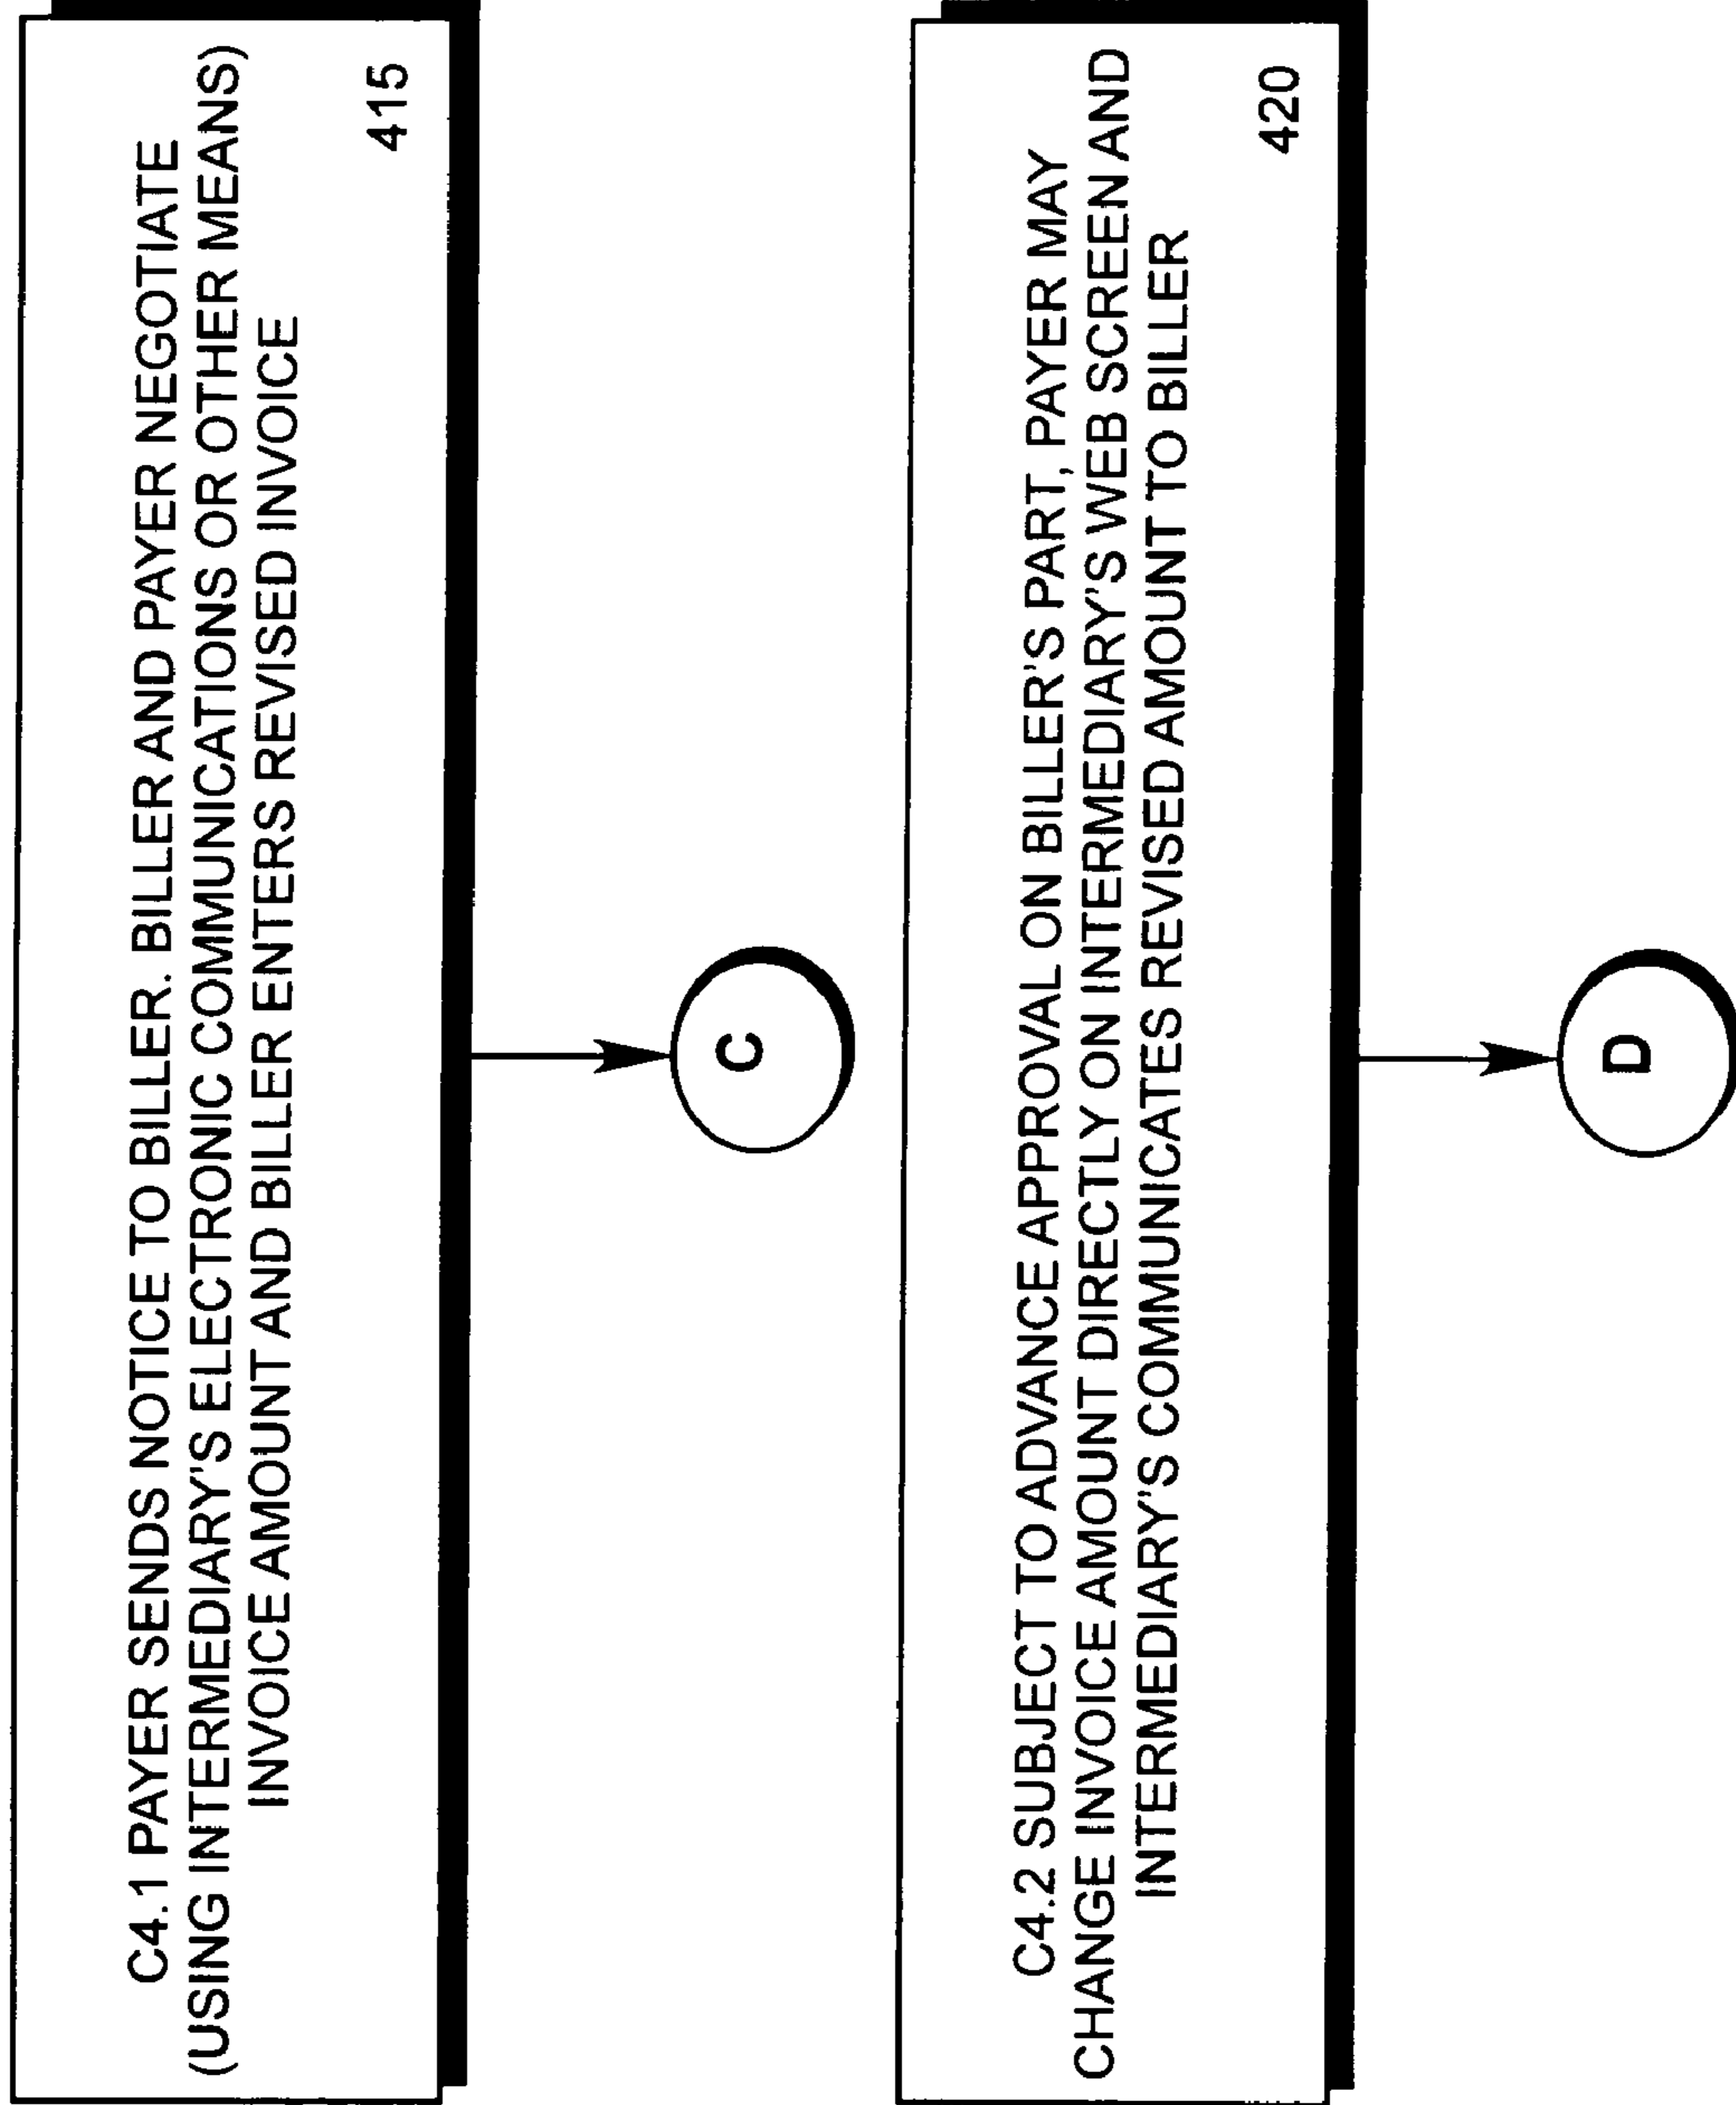 C4.1 PAYER SENDS NOTICE TO BILLER. BILLER AND PAYER NEGOTIATE
(USING INTERMEDIARY'S ELECTRONIC COMMUNICATIONS OR OTHER MEANS)
INVOICE AMOUNT AND BILLER ENTERS REVISED INVOICE
415
C
C4.2 SUBJECT TO ADVANCE APPROVAL ON BILLER'S PART, PAYER MAY
CHANGE INVOICE AMOUNT DIRECTLY ON INTERMEDIARY'S WEB SCREEN AND
INTERMEDIARY'S COMMUNICATES REVISED AMOUNT TO BILLER
420
D